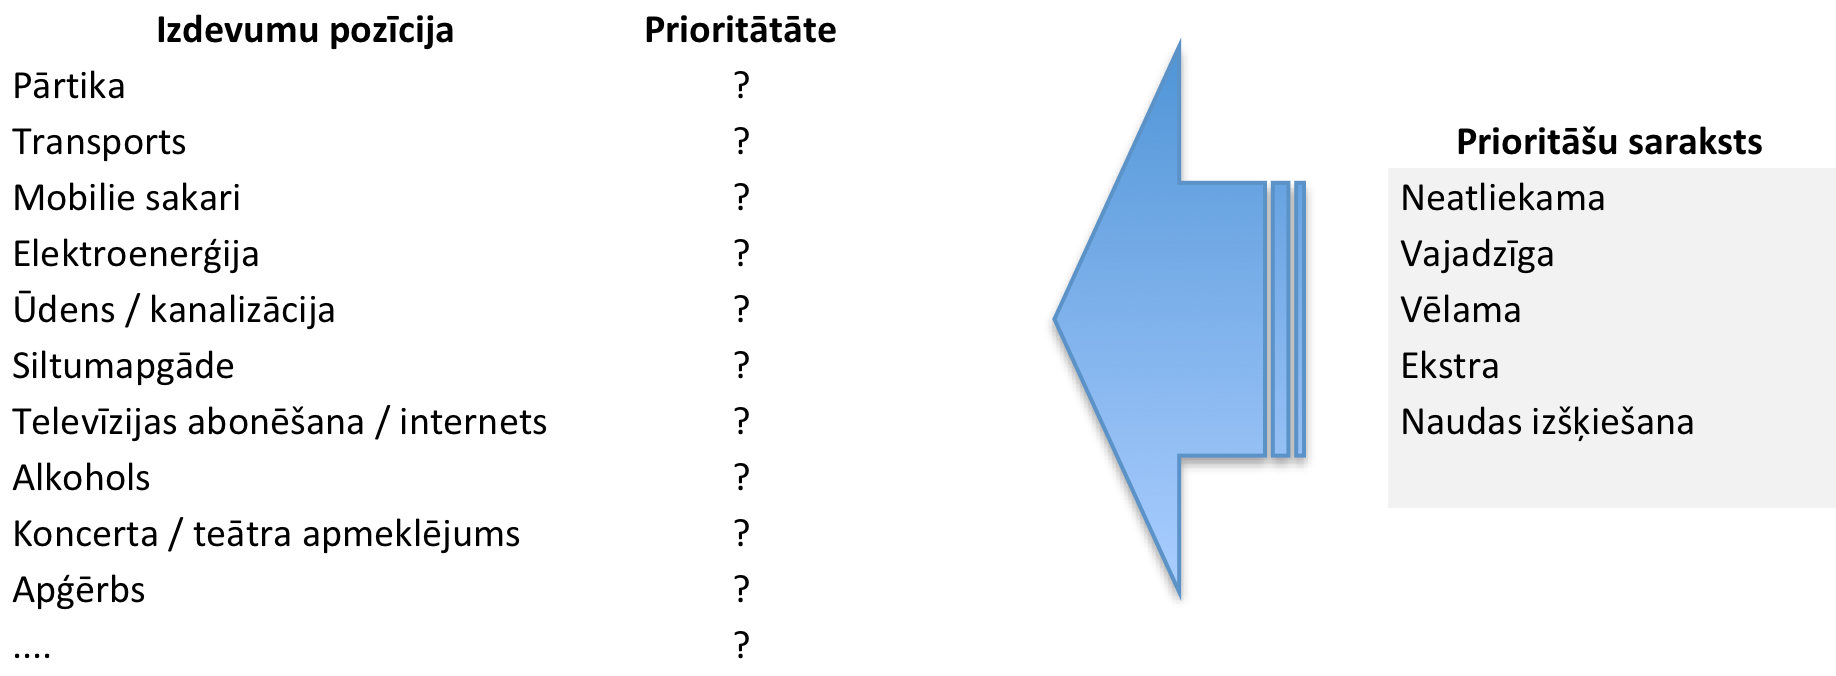 Izdevumu pozīcija Prioritātāte
Pārtika ?
Transports ?
Mobilie sakari ?
Elektroenerģija ?
Ūdens / kanalizācija ?
Siltumapgāde ?
Televīzijas abonēšana / internets ?
Alkohols ?
Koncerta / teātra apmeklējums ?
Apģērbs ?
.... ?
Prioritāšu saraksts
Neatliekama
Vajadzīga
Vēlama
Ekstra
Naudas izšķiešana